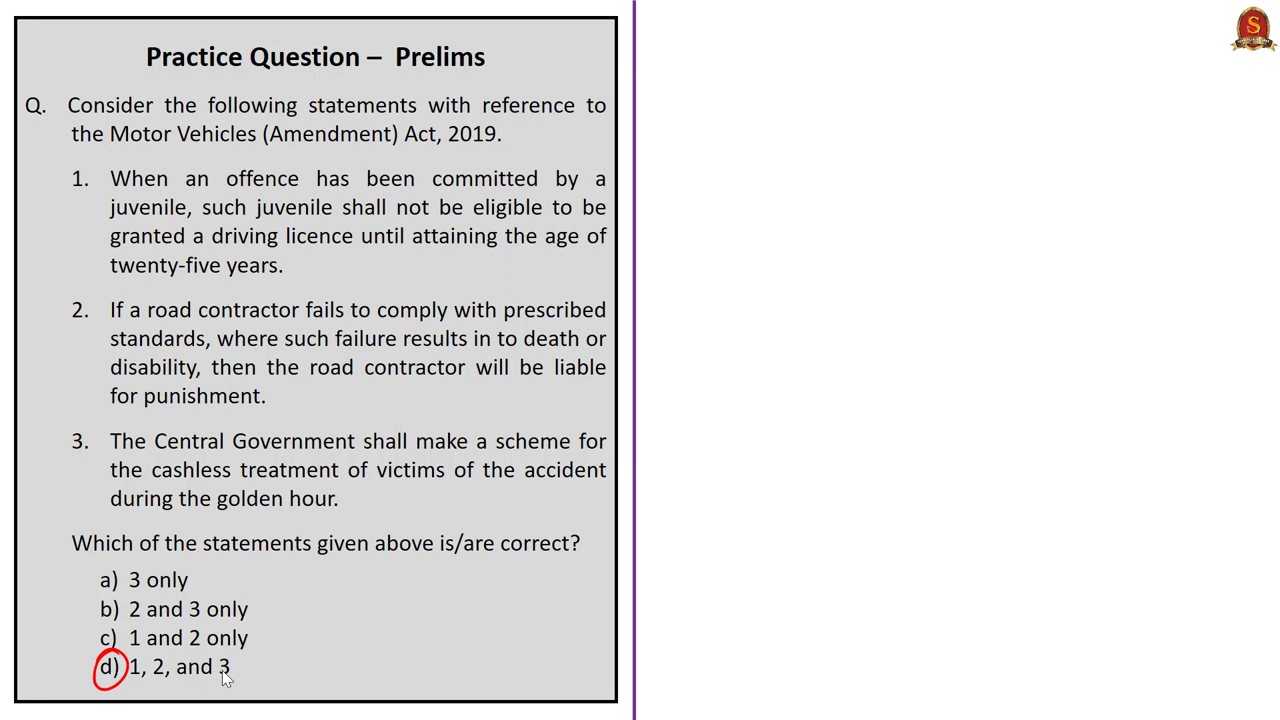 Practice Question – Prelims
Q. Consider the following statements with reference to
the Motor Vehicles (Amendment) Act, 2019.
1. When an offence has been committed by a
juvenile, such juvenile shall not be eligible to be
granted a driving licence until attaining the age of
twenty-five years.
2. If a road contractor fails to comply with prescribed
standards, where such failure results in to death or
disability, then the road contractor will be liable
for punishment.
3. The Central Government shall make a scheme for
the cashless treatment of victims of the accident
during the golden hour.
Which of the statements given above is/are correct?
a) 3 only
b) 2 and 3 only
c) 1 and 2 only
d) 1, 2, and 3
S